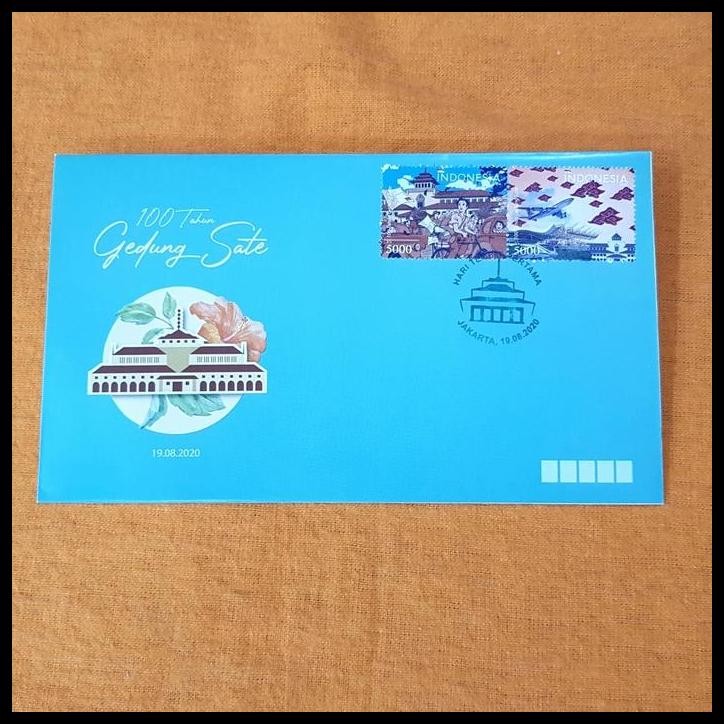 100 Tahun
Gedung Sate
19.08.2020
INDONESIA
5000
INDONESIA
5000
HARI
JAKARTA, 19.08.2020